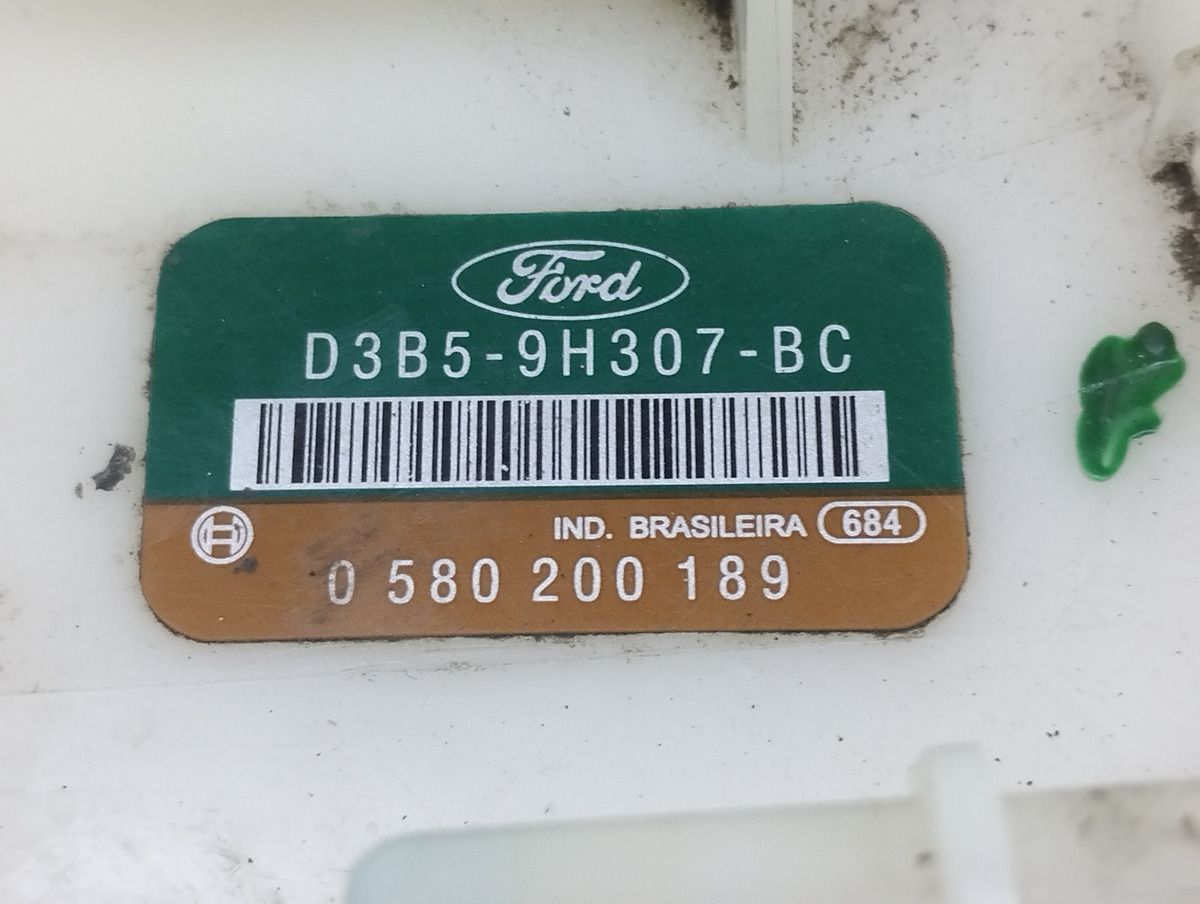 Ford
D3B5-9H307-BC
IND. BRASILEIRA 684
0 580 200 189